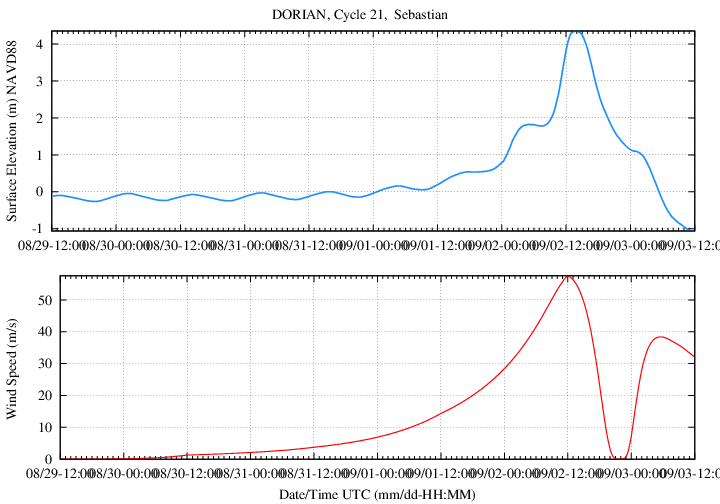 DORIAN, Cycle 21, Sebastian
Surface Elevation (m) NAVD88
4
3
2
1
0
-1
08/29-12:00 08/30-00:00 08/30-12:00 08/31-00:00 08/31-12:00 09/01-00:00 09/01-12:00 09/02-00:00 09/02-12:00 09/03-00:00 09/03-12:0
Wind Speed (m/s)
50
40
30
20
10
0
08/29-12:00 08/30-00:00 08/30-12:00 08/31-00:00 08/31-12:00 09/01-00:00 09/01-12:00 09/02-00:00 09/02-12:00 09/03-00:00 09/03-12:0
Date/Time UTC (mm/dd-HH:MM)